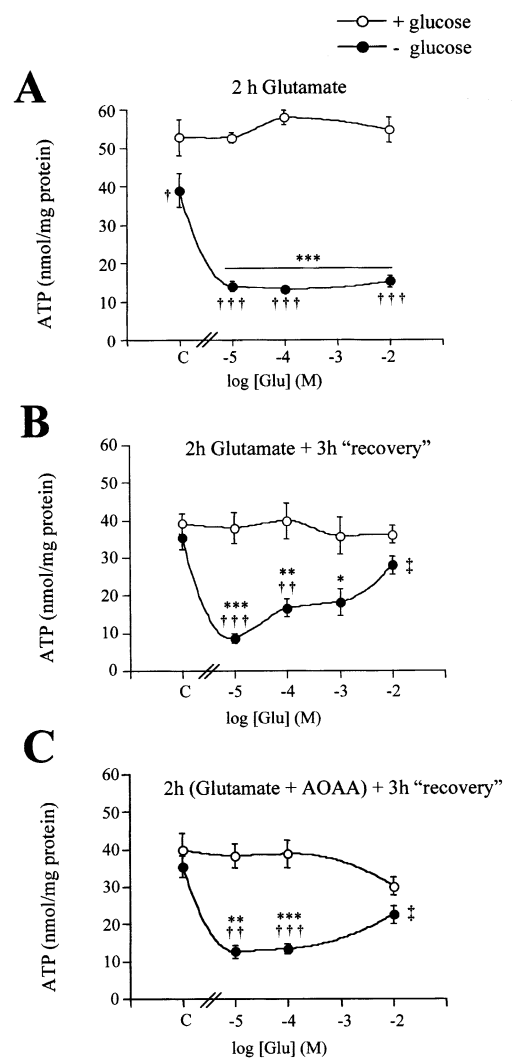 + glucose
- glucose
A
2 h Glutamate
ATP (nmol/mg protein)
60
50
40
30
20
10
0
†
***
† † †
† † †
† † †
C
-5
-4
-3
-2
log [Glu] (M)
B
2h Glutamate + 3h “recovery”
ATP (nmol/mg protein)
60
50
40
30
20
10
0
***
† † †
**
† †
*
‡
C
-5
-4
-3
-2
log [Glu] (M)
C
2h (Glutamate + AOAA) + 3h “recovery”
ATP (nmol/mg protein)
60
50
40
30
20
10
0
**
† †
***
† † †
‡
C
-5
-4
-3
-2
log [Glu] (M)